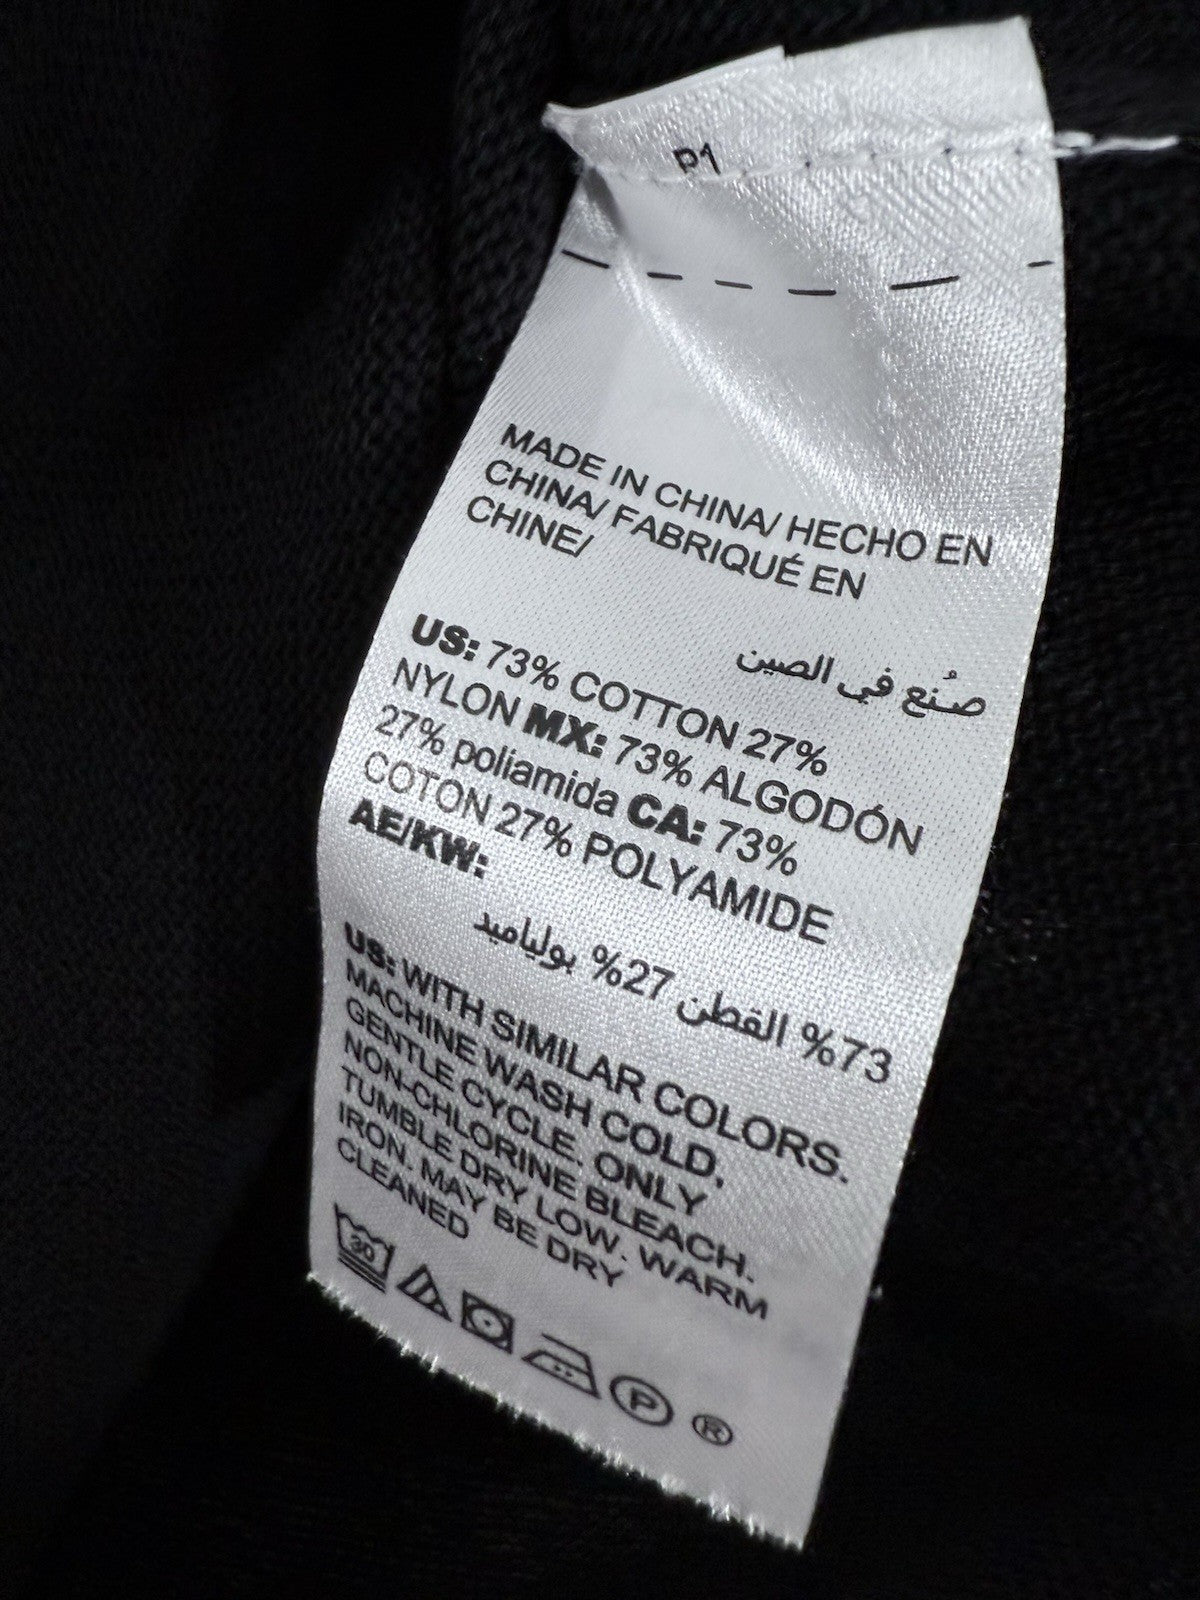 P1
MADE IN CHINA/ HECHO EN
CHINA/ FABRIQUÉ EN
CHINE/
صُنع في الصين
US: 73% COTTON 27%
NYLON MX: 73% ALGODÓN
27% poliamida CA: 73%
COTON 27% POLYAMIDE
AE/KW:
73% القطن 27% بولياميد
US: WITH SIMILAR COLORS.
MACHINE WASH COLD,
GENTLE CYCLE. ONLY
NON-CHLORINE BLEACH.
TUMBLE DRY LOW. WARM
IRON. MAY BE DRY
CLEANED
30
P
®